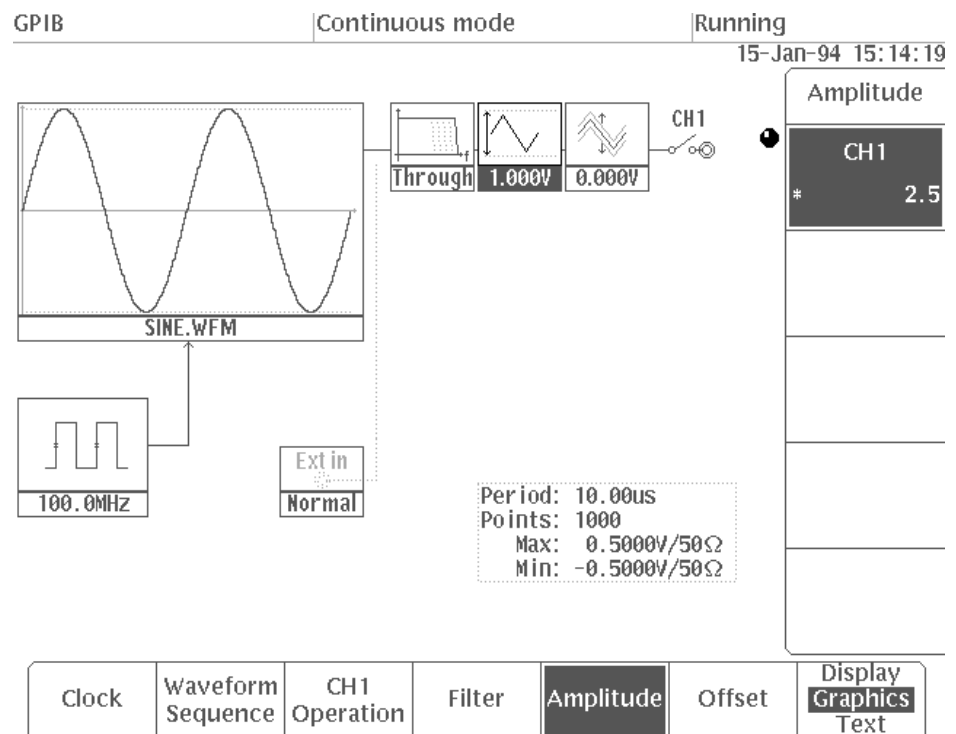 GPIB
Continuous mode
Running
15-Jan-94 15:14:19
Amplitude
CH1
* 2.5
f
Through
1.000V
0.000V
CH1
SINE.WFM
100.0MHz
Ext in
Normal
Period: 10.00us
Points: 1000
Max: 0.5000V/50Ω
Min: -0.5000V/50Ω
Clock
Waveform
Sequence
CH1
Operation
Filter
Amplitude
Offset
Display
Graphics
Text